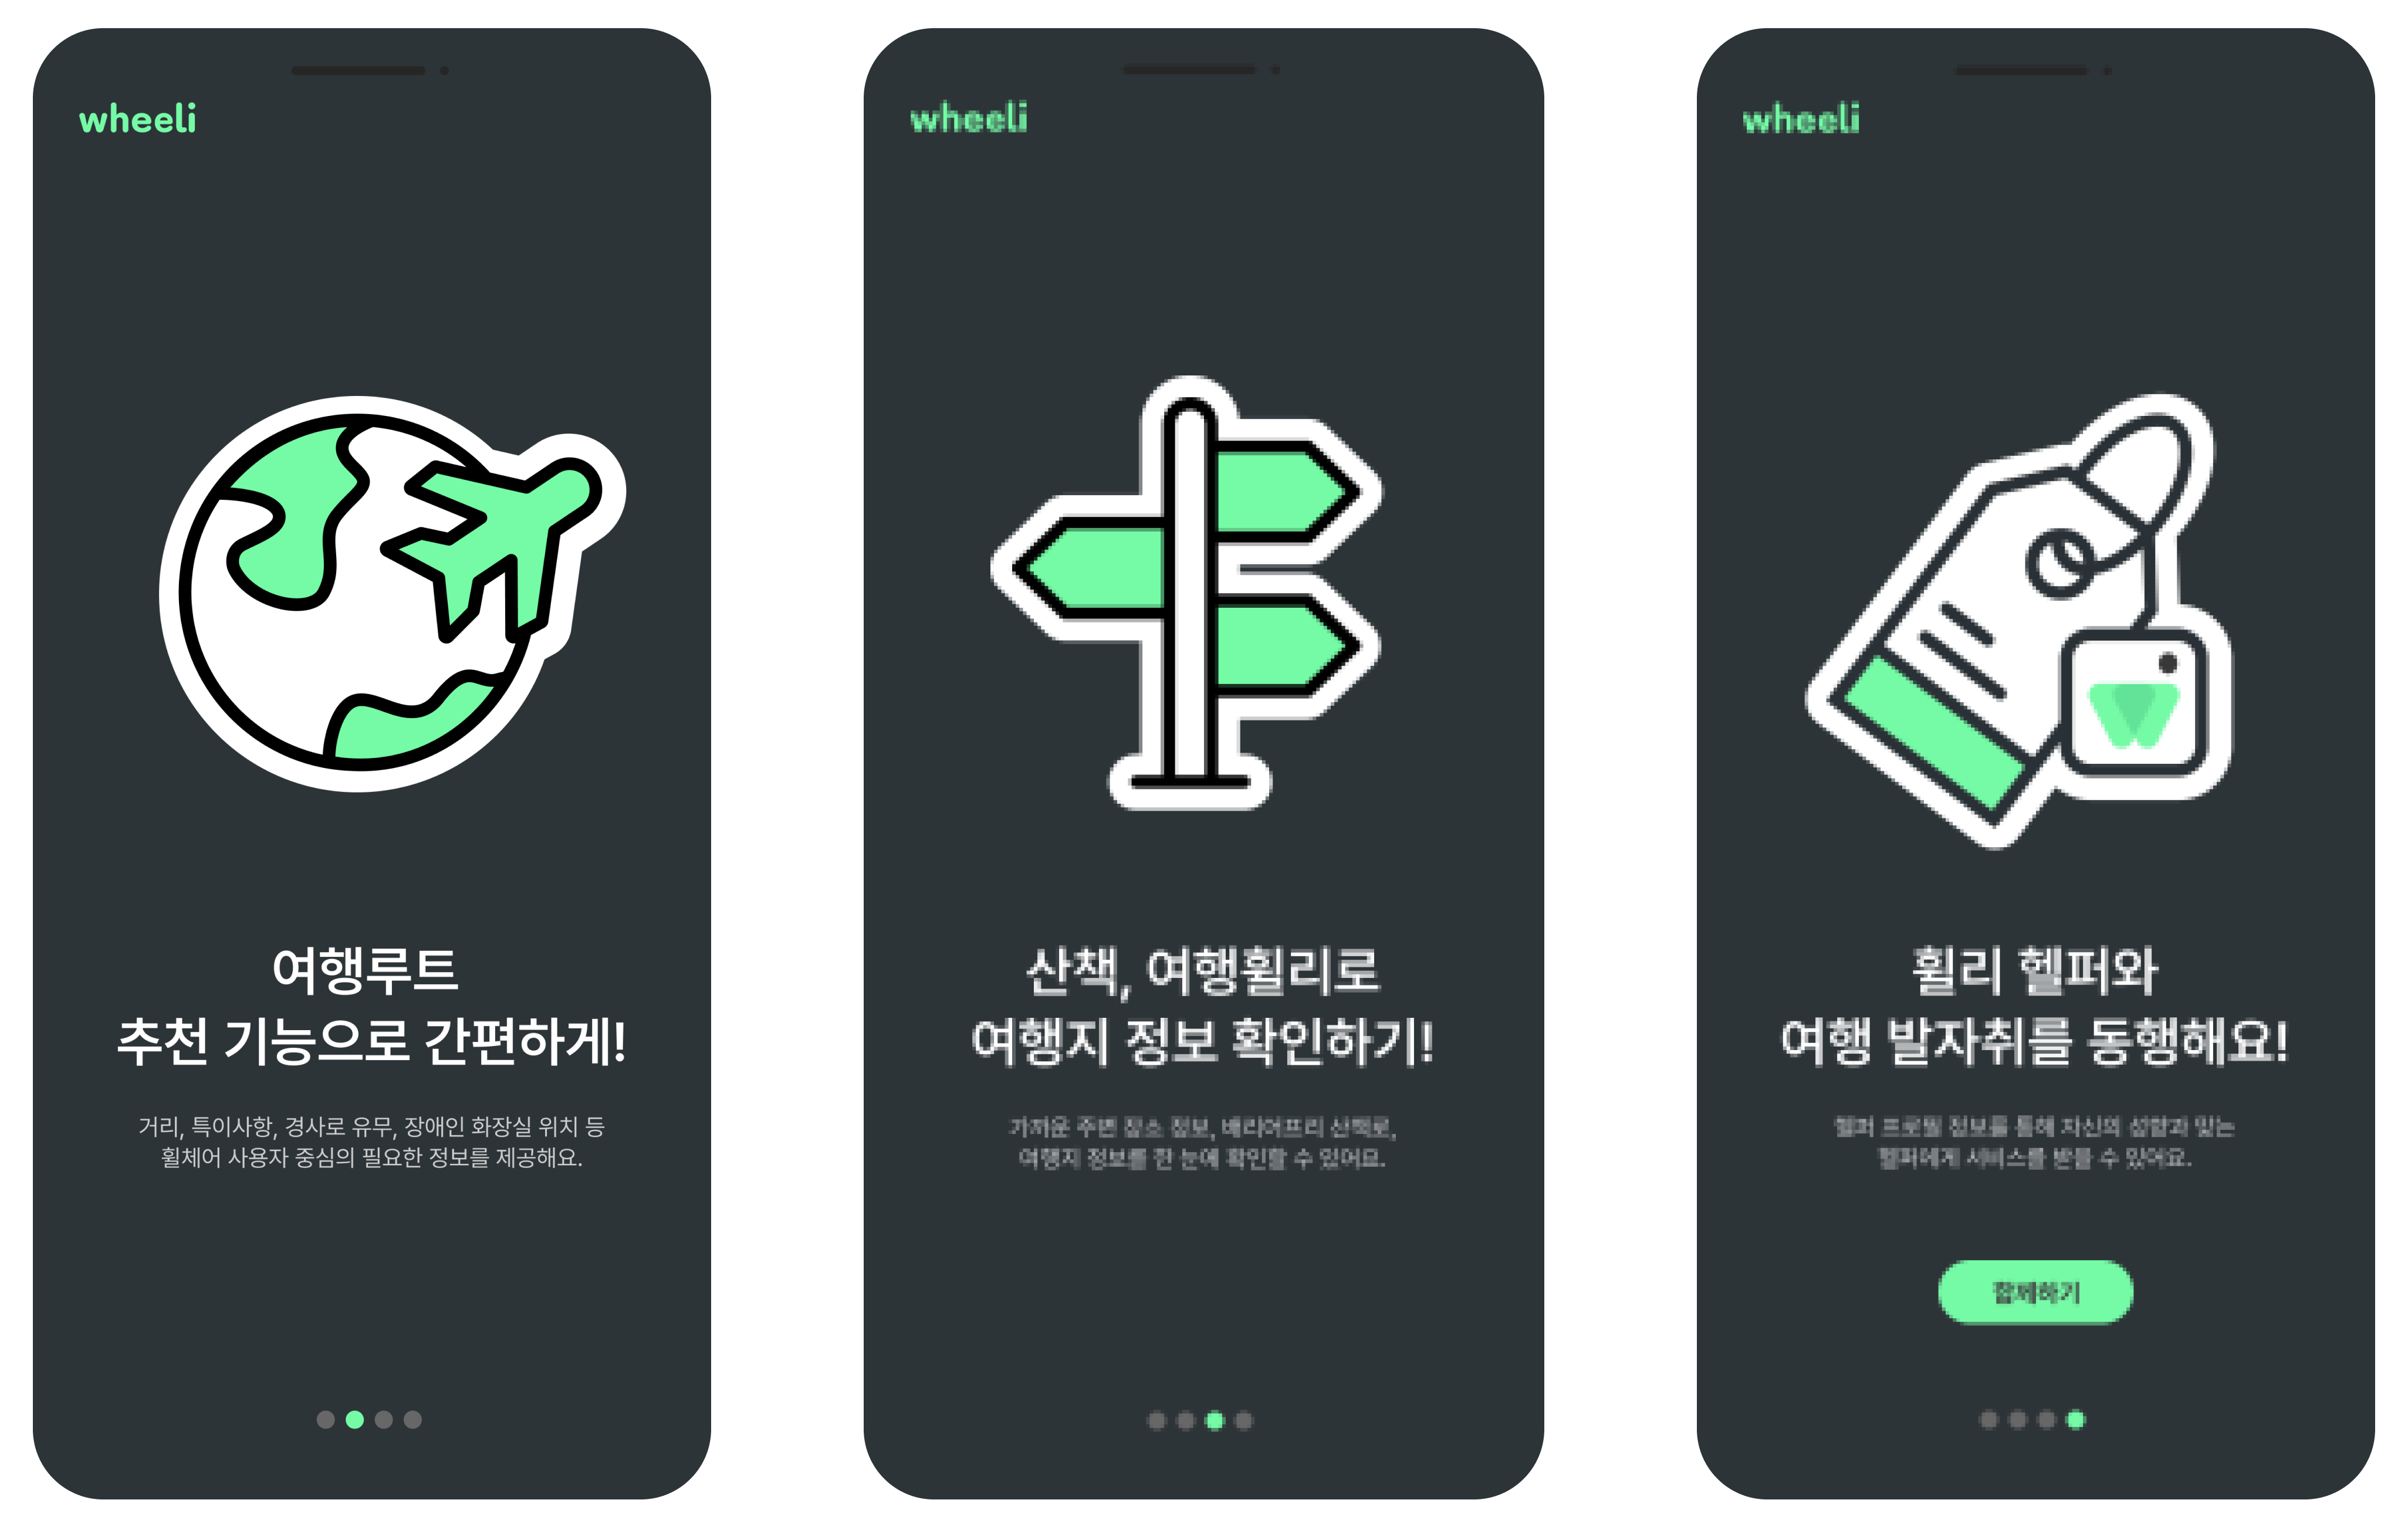 wheeli
여행루트
추천 기능으로 간편하게!
거리, 특이사항, 경사로 유무, 장애인 화장실 위치 등
휠체어 사용자 중심의 필요한 정보를 제공해요.
wheeli
산책, 여행휠리로
여행지 정보 확인하기!
가까운 주변 장소 정보, 배리어프리 산책로,
여행지 정보를 한 눈에 확인할 수 있어요.
wheeli
휠리 헬퍼와
여행 발자취를 동행해요!
헬퍼 프로필 정보를 통해 자신의 성향과 맞는
헬퍼에게 서비스를 받을 수 있어요.
함께하기